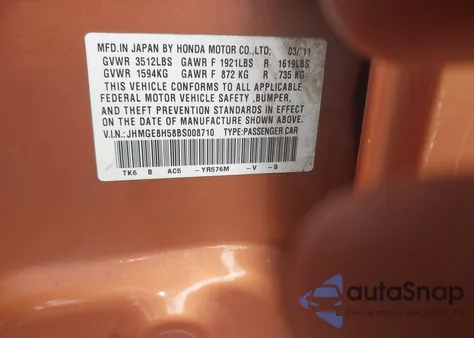 MFD.IN JAPAN BY HONDA MOTOR CO.,LTD; 03/'11
GVWR 3512LBS GAWR F 1921LBS R 1619LBS
GVWR 1594KG GAWR F 872 KG R 735 KG
THIS VEHICLE CONFORMS TO ALL APPLICABLE
FEDERAL MOTOR VEHICLE SAFETY ,BUMPER,
AND THEFT PREVENTION STANDARDS IN EFFECT
ON THE DATE OF MANUFACTURE SHOWN ABOVE.
V.I.N.:JHMGE8H58BS008710 TYPE:PASSENGER CAR
TK6 B AC5 -YR576M -V -S
autoSnap